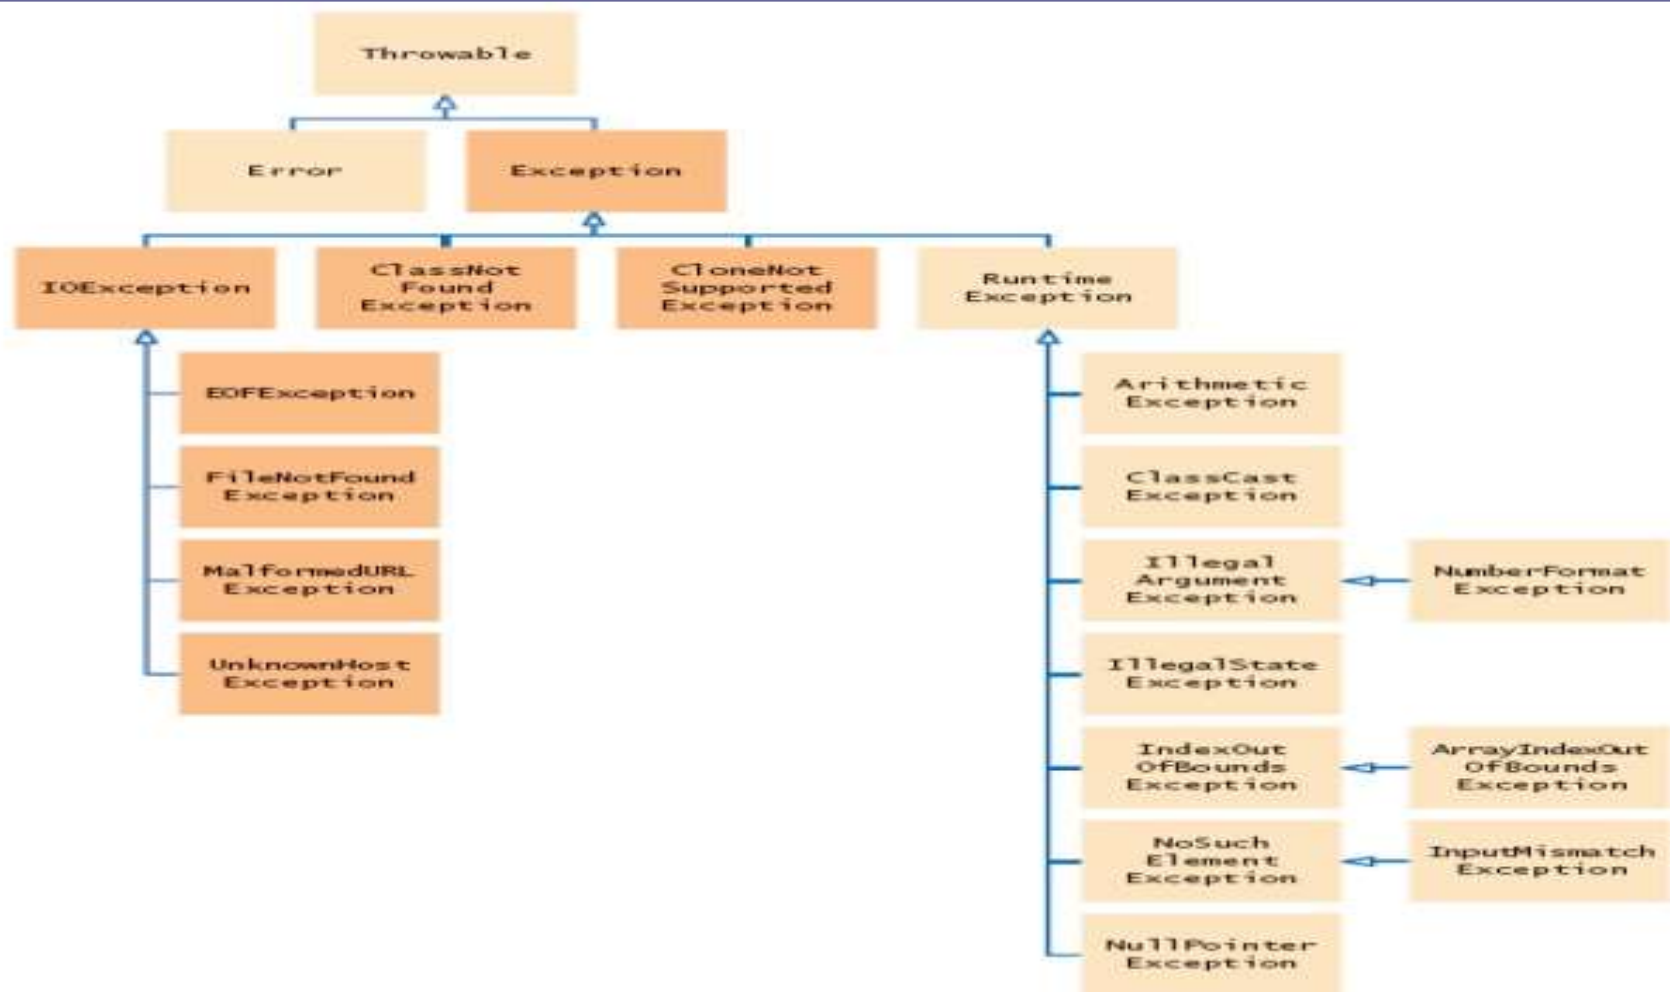 Throwable
Error
Exception
IOException
ClassNot
Found
Exception
CloneNot
Supported
Exception
Runtime
Exception
EOFException
FileNotFound
Exception
MalformedURL
Exception
UnknownHost
Exception
Arithmetic
Exception
ClassCast
Exception
Illegal
Argument
Exception
NumberFormat
Exception
IllegalState
Exception
IndexOut
OfBounds
Exception
ArrayIndexOut
OfBounds
Exception
NoSuch
Element
Exception
InputMismatch
Exception
NullPointer
Exception